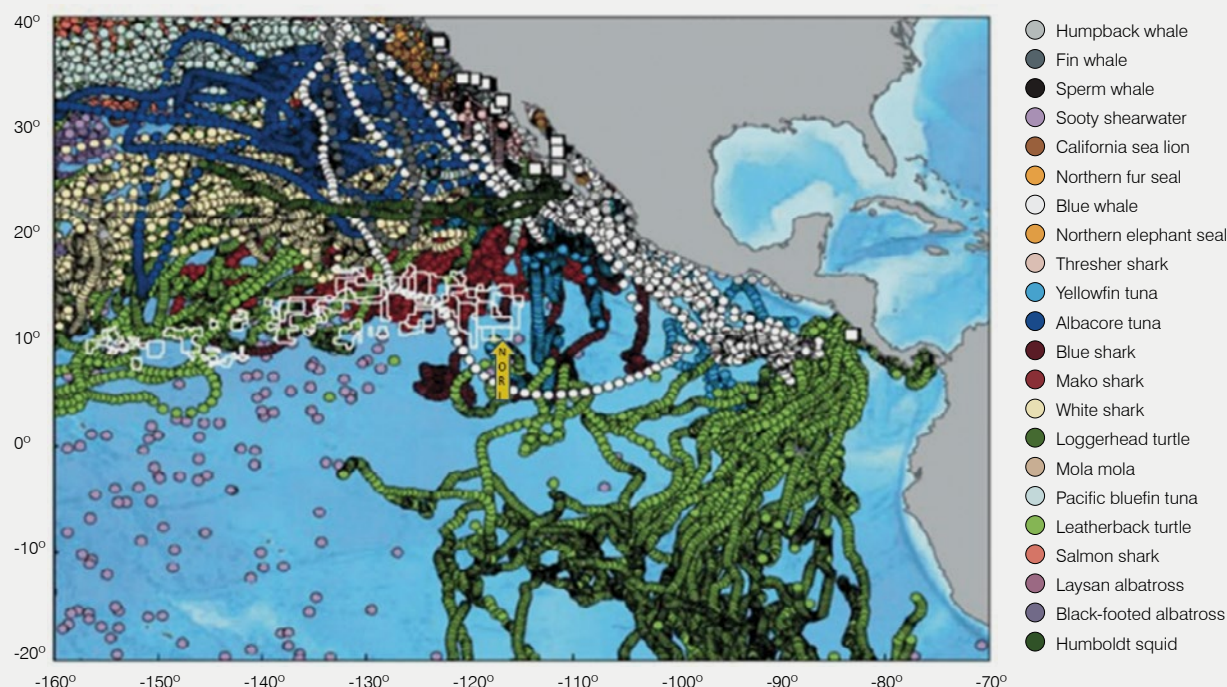 40°
30°
20°
10°
0°
-10°
-20°
-160°
-150°
-140°
-130°
-120°
-110°
-100°
-90°
-80°
-70°
NORI
Humpback whale
Fin whale
Sperm whale
Sooty shearwater
California sea lion
Northern fur seal
Blue whale
Northern elephant seal
Thresher shark
Yellowfin tuna
Albacore tuna
Blue shark
Mako shark
White shark
Loggerhead turtle
Mola mola
Pacific bluefin tuna
Leatherback turtle
Salmon shark
Laysan albatross
Black-footed albatross
Humboldt squid